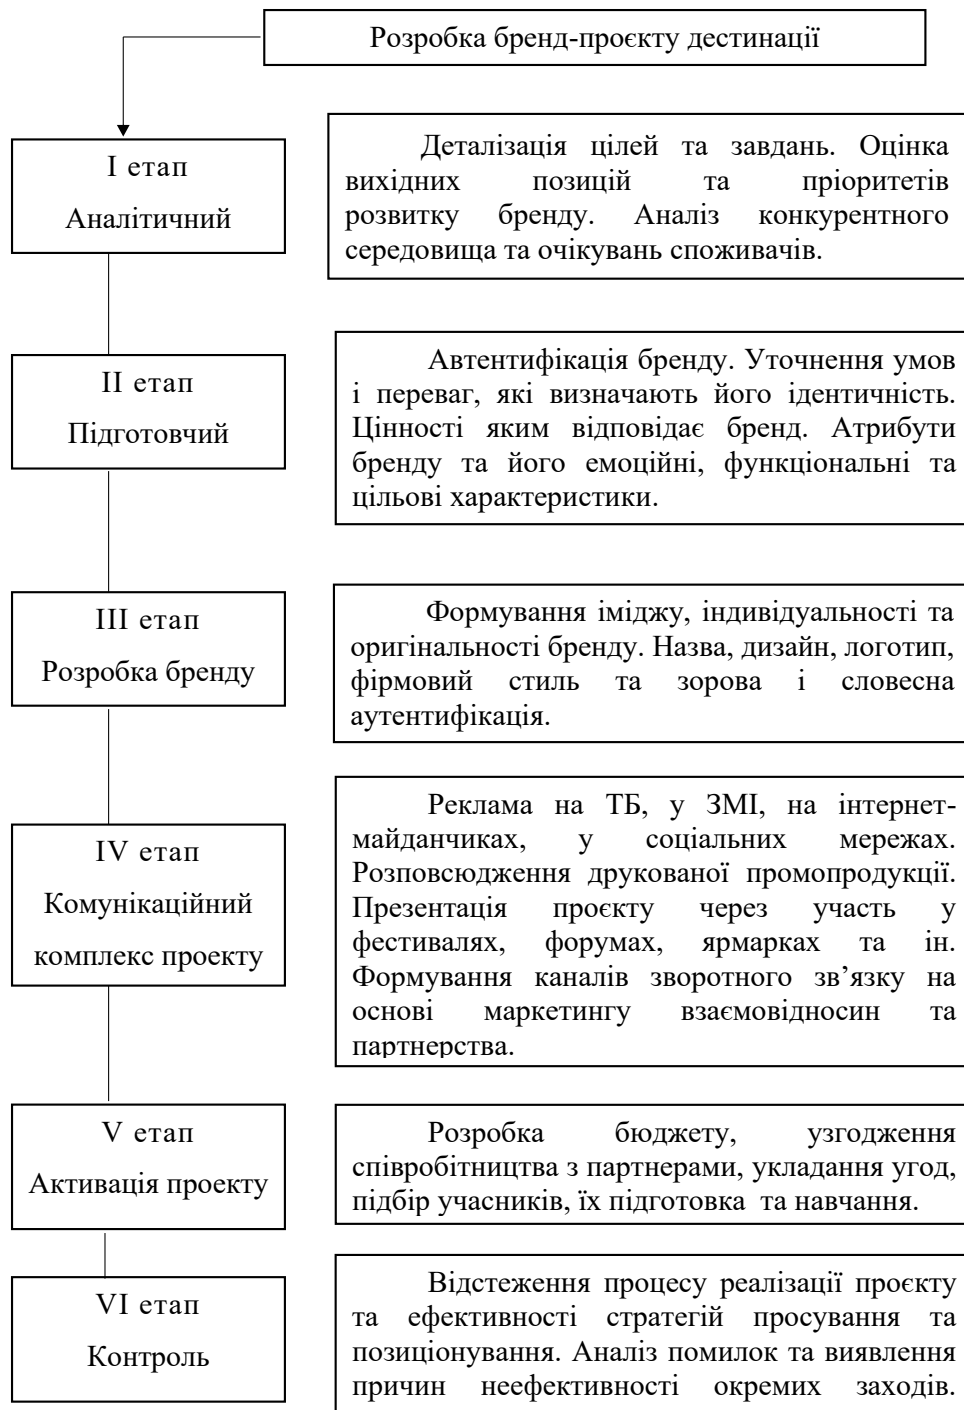 Розробка бренд-проєкту дестинації
І етап
Аналітичний
Деталізація цілей та завдань. Оцінка
вихідних позицій та пріоритетів
розвитку бренду. Аналіз конкурентного
середовища та очікувань споживачів.
ІІ етап
Підготовчий
Автентифікація бренду. Уточнення умов
і переваг, які визначають його ідентичність.
Цінності яким відповідає бренд. Атрибути
бренду та його емоційні, функціональні та
цільові характеристики.
ІІІ етап
Розробка бренду
Формування іміджу, індивідуальності та
оригінальності бренду. Назва, дизайн, логотип,
фірмовий стиль та зорова і словесна
аутентифікація.
IV етап
Комунікаційний
комплекс проекту
Реклама на ТБ, у ЗМІ, на інтернет-
майданчиках, у соціальних мережах.
Розповсюдження друкованої промопродукції.
Презентація проєкту через участь у
фестивалях, форумах, ярмарках та ін.
Формування каналів зворотного зв’язку на
основі маркетингу взаємовідносин та
партнерства.
V етап
Активація проекту
Розробка бюджету, узгодження
співробітництва з партнерами, укладання угод,
підбір учасників, їх підготовка та навчання.
VI етап
Контроль
Відстеження процесу реалізації проєкту
та ефективності стратегій просування та
позиціонування. Аналіз помилок та виявлення
причин неефективності окремих заходів.